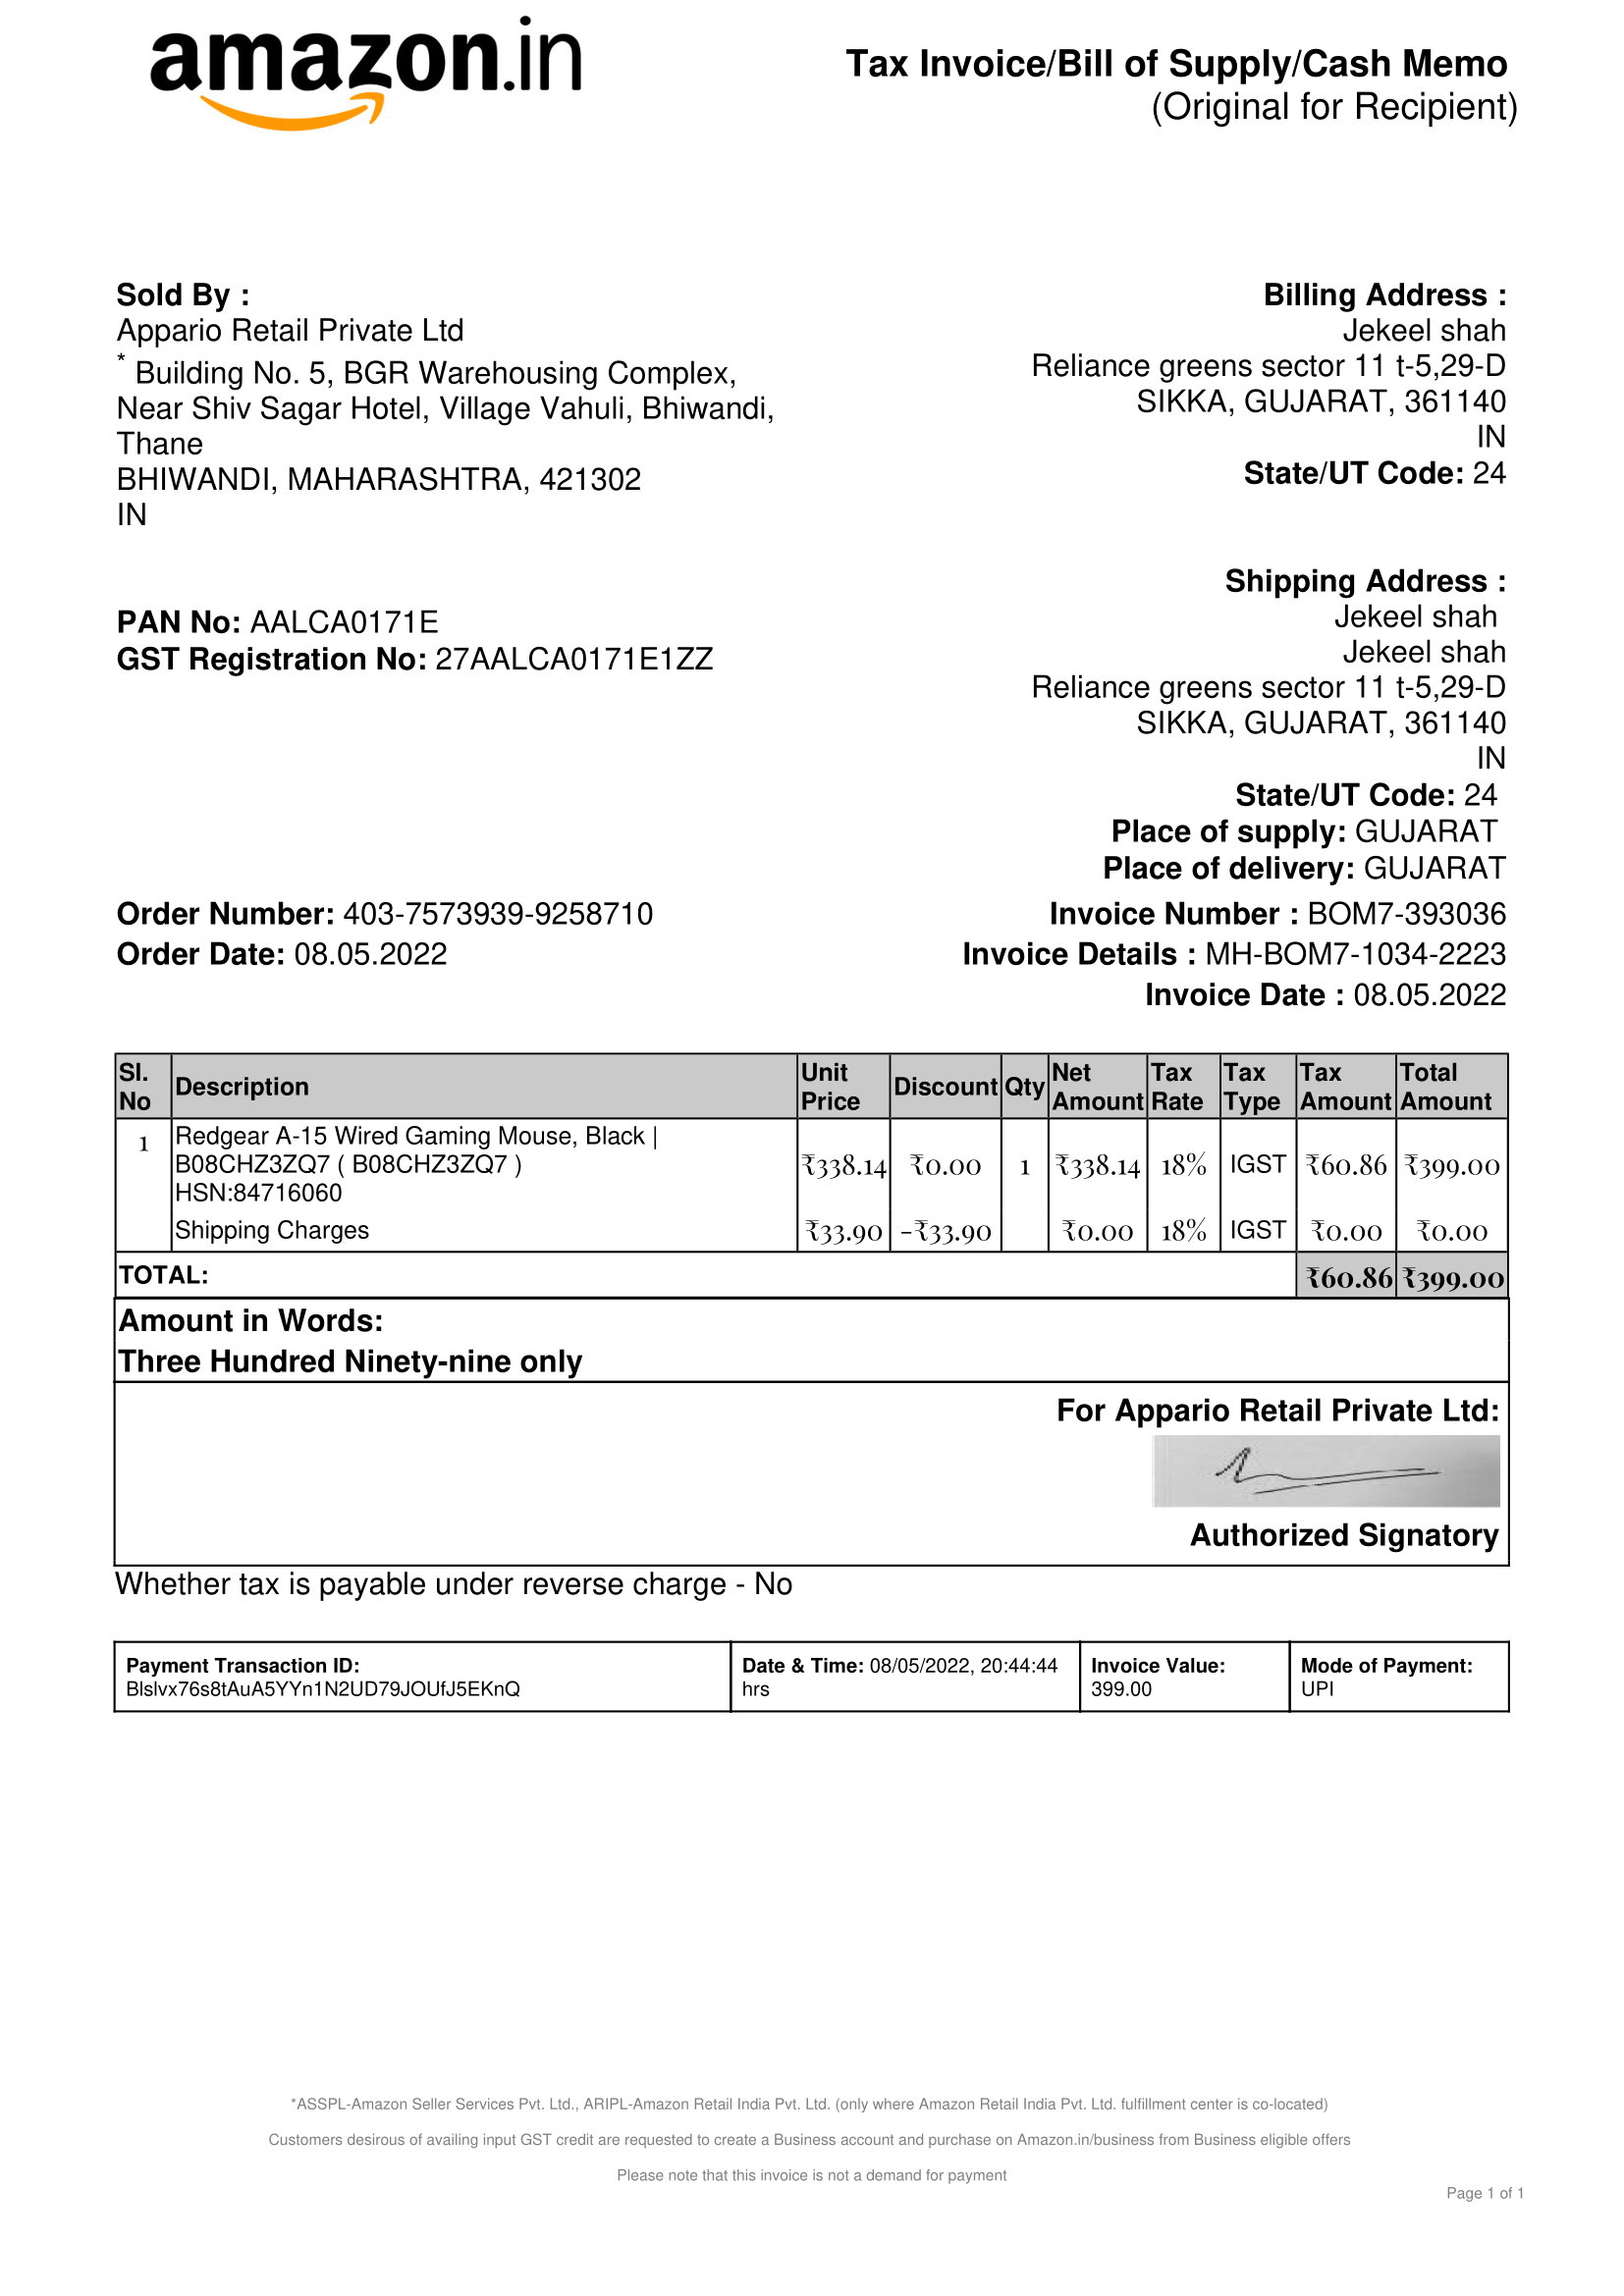 amazon.in
Tax Invoice/Bill of Supply/Cash Memo
(Original for Recipient)
Sold By :
Appario Retail Private Ltd
* Building No. 5, BGR Warehousing Complex,
Near Shiv Sagar Hotel, Village Vahuli, Bhiwandi,
Thane
BHIWANDI, MAHARASHTRA, 421302
IN
PAN No: AALCA0171E
GST Registration No: 27AALCA0171E1ZZ
Billing Address :
Jekeel shah
Reliance greens sector 11 t-5,29-D
SIKKA, GUJARAT, 361140
IN
State/UT Code: 24
Shipping Address :
Jekeel shah
Jekeel shah
Reliance greens sector 11 t-5,29-D
SIKKA, GUJARAT, 361140
IN
State/UT Code: 24
Place of supply: GUJARAT
Place of delivery: GUJARAT
Order Number: 403-7573939-9258710
Order Date: 08.05.2022
Invoice Number : BOM7-393036
Invoice Details : MH-BOM7-1034-2223
Invoice Date : 08.05.2022
Sl. No Description Unit Price Discount Qty Net Amount Tax Rate Tax Type Tax Amount Total Amount
1 Redgear A-15 Wired Gaming Mouse, Black |
B08CHZ3ZQ7 ( B08CHZ3ZQ7 ) ₹338.14 ₹0.00 1 ₹338.14 18% IGST ₹60.86 ₹399.00
HSN:84716060
Shipping Charges ₹33.90 -₹33.90 ₹0.00 18% IGST ₹0.00 ₹0.00
TOTAL: ₹60.86 ₹399.00
Amount in Words:
Three Hundred Ninety-nine only
For Appario Retail Private Ltd:
Authorized Signatory
Whether tax is payable under reverse charge - No
Payment Transaction ID:
Blslvx76s8tAuA5YYn1N2UD79JOUfJ5EKnQ
Date & Time: 08/05/2022, 20:44:44
hrs
Invoice Value:
399.00
Mode of Payment:
UPI
*ASSPL-Amazon Seller Services Pvt. Ltd., ARIPL-Amazon Retail India Pvt. Ltd. (only where Amazon Retail India Pvt. Ltd. fulfillment center is co-located)
Customers desirous of availing input GST credit are requested to create a Business account and purchase on Amazon.in/business from Business eligible offers
Please note that this invoice is not a demand for payment
Page 1 of 1